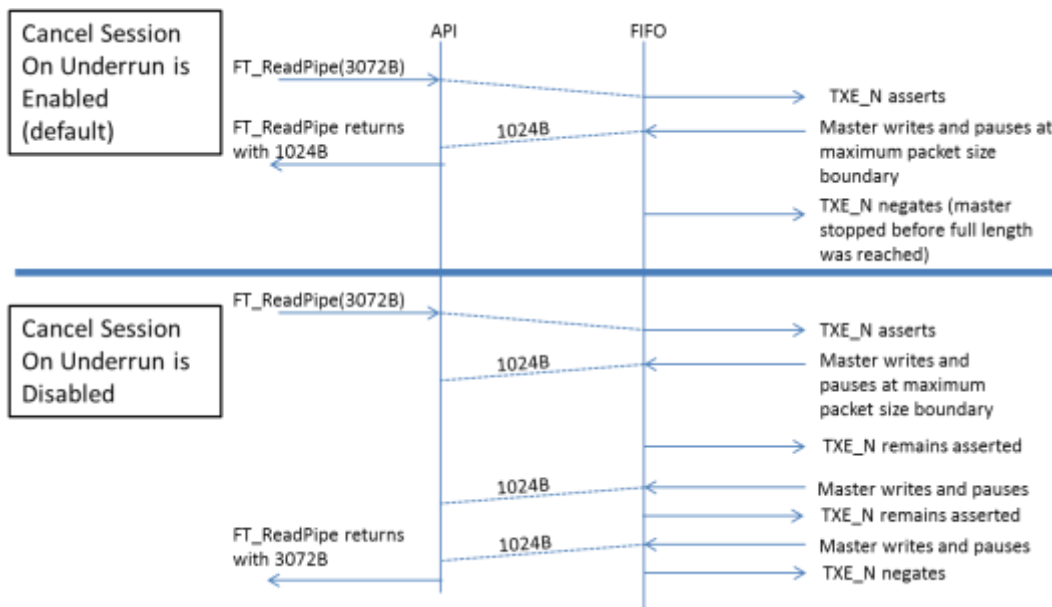 Cancel Session
On Underrun is
Enabled
(default)
API
FIFO
FT_ReadPipe(3072B)
TXE_N asserts
FT_ReadPipe returns
with 1024B
1024B
Master writes and pauses at
maximum packet size
boundary
TXE_N negates (master
stopped before full length
was reached)
Cancel Session
On Underrun is
Disabled
FT_ReadPipe(3072B)
TXE_N asserts
1024B
Master writes and
pauses at maximum
packet size boundary
TXE_N remains asserted
1024B
Master writes and pauses
TXE_N remains asserted
FT_ReadPipe returns
with 3072B
1024B
Master writes and pauses
TXE_N negates